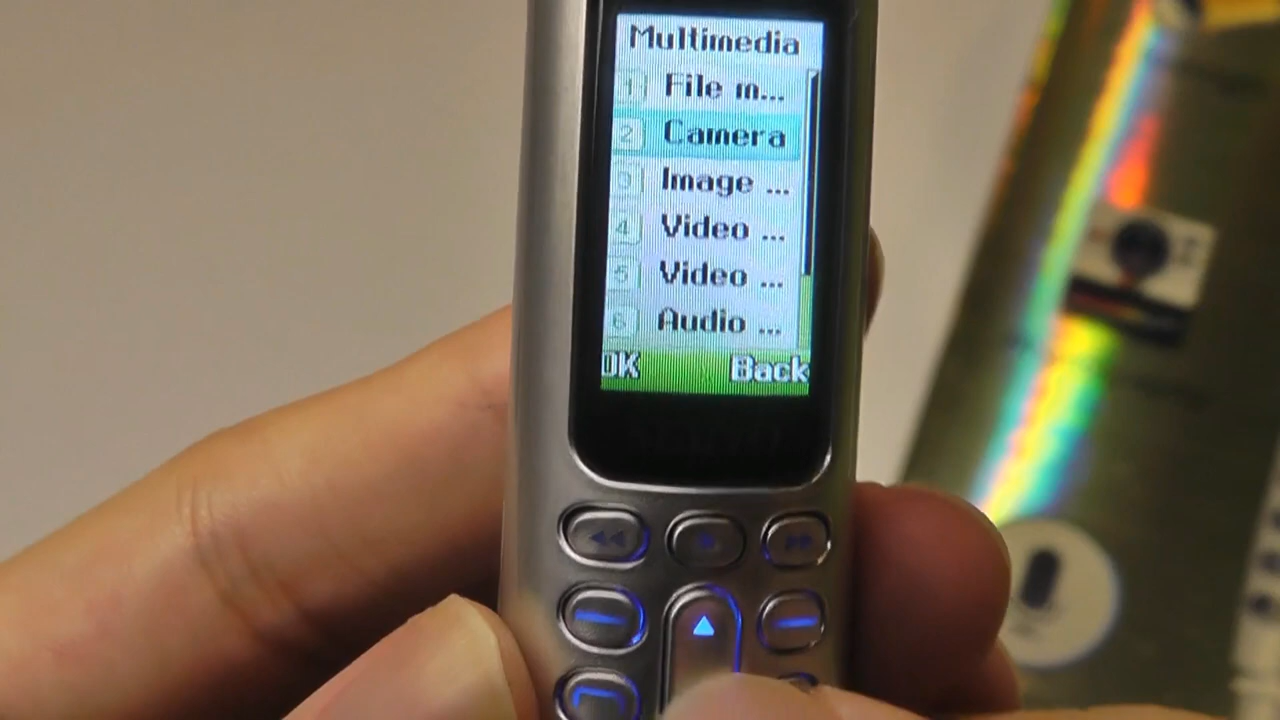 Multimedia
1 File m...
2 Camera
3 Image ...
4 Video ...
5 Video ...
6 Audio ...
OK Back